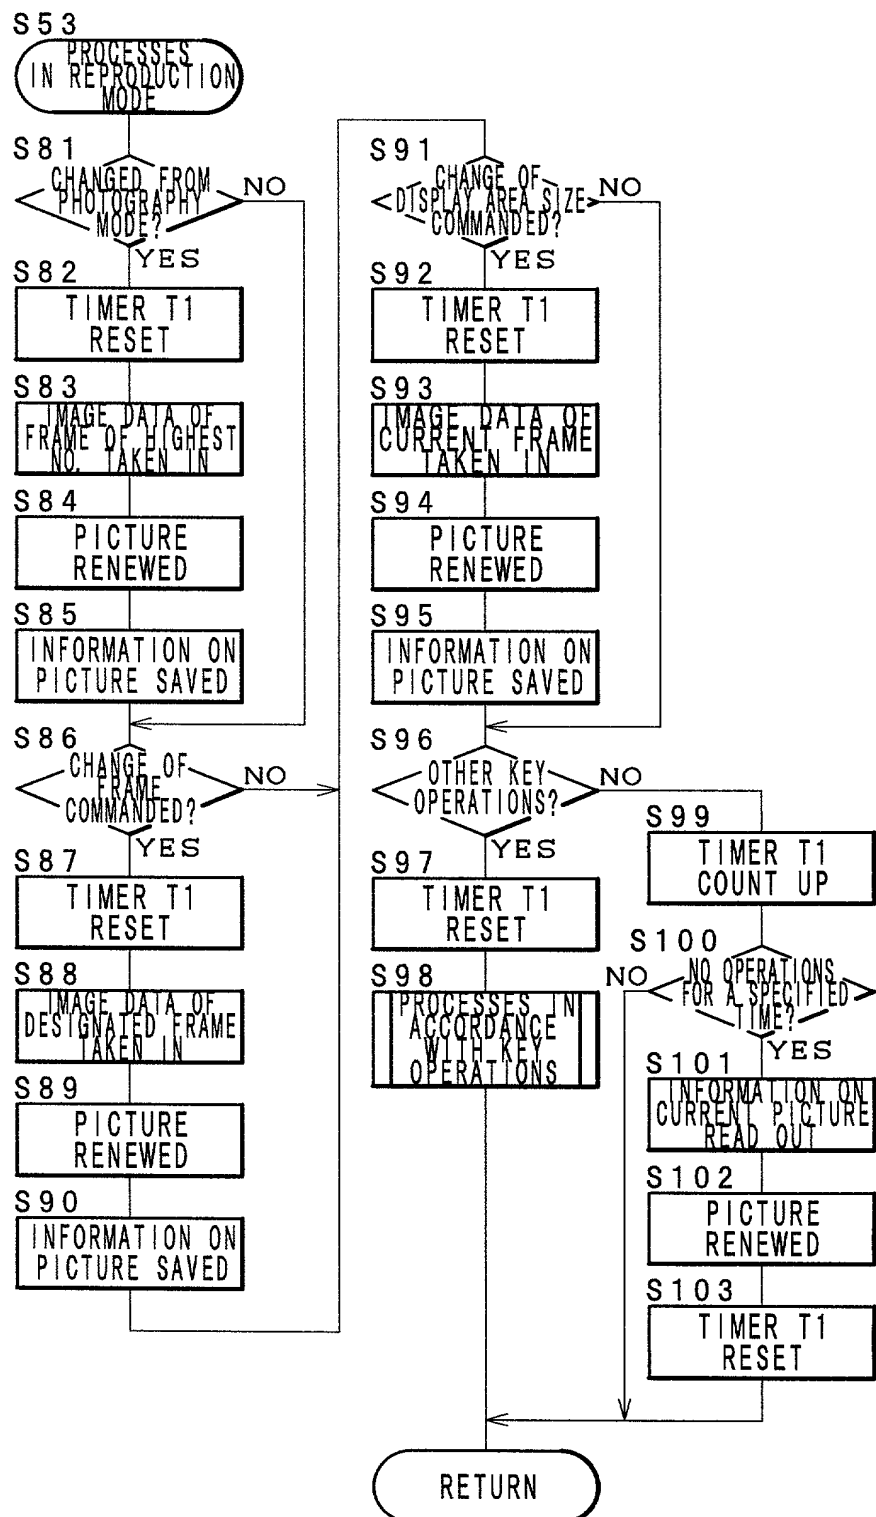 S53
PROCESSES
IN REPRODUCTION
MODE
S81
CHANGED FROM
PHOTOGRAPHY
MODE?
NO
YES
S82
TIMER T1
RESET
S83
IMAGE DATA OF
FRAME OF HIGHEST
NO. TAKEN IN
S84
PICTURE
RENEWED
S85
INFORMATION ON
PICTURE SAVED
S86
CHANGE OF
FRAME
COMMANDED?
NO
YES
S87
TIMER T1
RESET
S88
IMAGE DATA OF
DESIGNATED FRAME
TAKEN IN
S89
PICTURE
RENEWED
S90
INFORMATION ON
PICTURE SAVED
S91
CHANGE OF
DISPLAY AREA SIZE
COMMANDED?
NO
YES
S92
TIMER T1
RESET
S93
IMAGE DATA OF
CURRENT FRAME
TAKEN IN
S94
PICTURE
RENEWED
S95
INFORMATION ON
PICTURE SAVED
S96
OTHER KEY
OPERATIONS?
NO
YES
S97
TIMER T1
RESET
S98
PROCESSES IN
ACCORDANCE
WITH KEY
OPERATIONS
S99
TIMER T1
COUNT UP
S100
NO OPERATIONS
FOR A SPECIFIED
TIME?
NO
YES
S101
INFORMATION ON
CURRENT PICTURE
READ OUT
S102
PICTURE
RENEWED
S103
TIMER T1
RESET
RETURN